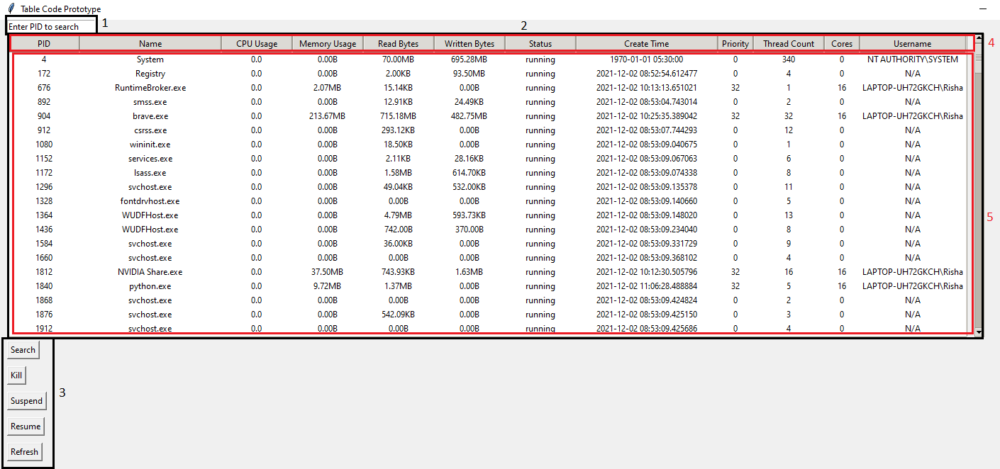 Table Code Prototype
Enter PID to search 1
2
PID Name CPU Usage Memory Usage Read Bytes Written Bytes Status Create Time Priority Thread Count Cores Username 4
4 System 0.0 0.00B 70.00MB 695.28MB running 1970-01-01 05:30:00 0 340 0 NT AUTHORITY\SYSTEM
172 Registry 0.0 0.00B 2.00KB 93.50MB running 2021-12-02 08:52:54.612477 0 4 0 N/A
676 RuntimeBroker.exe 0.0 2.07MB 15.14KB 0.00B running 2021-12-02 10:13:13.651021 32 1 16 LAPTOP-UH72GKCH\Risha
892 smss.exe 0.0 0.00B 12.91KB 24.49KB running 2021-12-02 08:53:04.743014 0 2 0 N/A
904 brave.exe 0.0 213.67MB 715.18MB 482.75MB running 2021-12-02 10:25:35.389042 32 32 16 LAPTOP-UH72GKCH\Risha
912 csrss.exe 0.0 0.00B 293.12KB 0.00B running 2021-12-02 08:53:07.744293 0 12 0 N/A
1080 wininit.exe 0.0 0.00B 18.50KB 0.00B running 2021-12-02 08:53:09.040675 0 1 0 N/A
1152 services.exe 0.0 0.00B 2.11KB 28.16KB running 2021-12-02 08:53:09.067063 0 6 0 N/A
1172 lsass.exe 0.0 0.00B 1.58MB 614.70KB running 2021-12-02 08:53:09.074338 0 8 0 N/A
1296 svchost.exe 0.0 0.00B 49.04KB 532.00KB running 2021-12-02 08:53:09.135378 0 11 0 N/A
1328 fontdrvhost.exe 0.0 0.00B 0.00B 0.00B running 2021-12-02 08:53:09.140660 0 5 0 N/A
1364 WUDFHost.exe 0.0 0.00B 4.79MB 593.73KB running 2021-12-02 08:53:09.148020 0 13 0 N/A 5
1436 WUDFHost.exe 0.0 0.00B 742.00B 370.00B running 2021-12-02 08:53:09.234040 0 8 0 N/A
1584 svchost.exe 0.0 0.00B 36.00KB 0.00B running 2021-12-02 08:53:09.331729 0 9 0 N/A
1660 svchost.exe 0.0 0.00B 0.00B 0.00B running 2021-12-02 08:53:09.368102 0 4 0 N/A
1812 NVIDIA Share.exe 0.0 37.50MB 743.93KB 1.63MB running 2021-12-02 10:12:30.505796 32 16 16 LAPTOP-UH72GKCH\Risha
1840 python.exe 0.0 9.72MB 1.37MB 0.00B running 2021-12-02 11:06:28.488884 32 5 16 LAPTOP-UH72GKCH\Risha
1868 svchost.exe 0.0 0.00B 0.00B 0.00B running 2021-12-02 08:53:09.424824 0 2 0 N/A
1876 svchost.exe 0.0 0.00B 542.09KB 0.00B running 2021-12-02 08:53:09.425150 0 3 0 N/A
1912 svchost.exe 0.0 0.00B 0.00B 0.00B running 2021-12-02 08:53:09.425686 0 4 0 N/A
Search
Kill
3
Suspend
Resume
Refresh